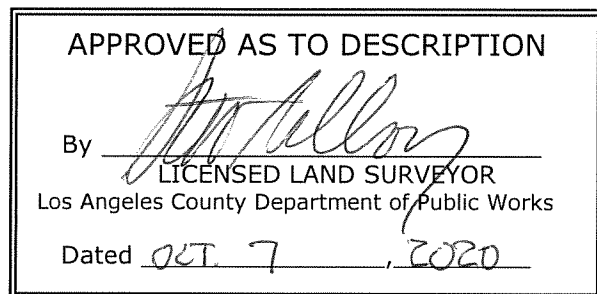 APPROVED AS TO DESCRIPTION
By
LICENSED LAND SURVEYOR
Los Angeles County Department of Public Works
Dated OCT. 7, 2020